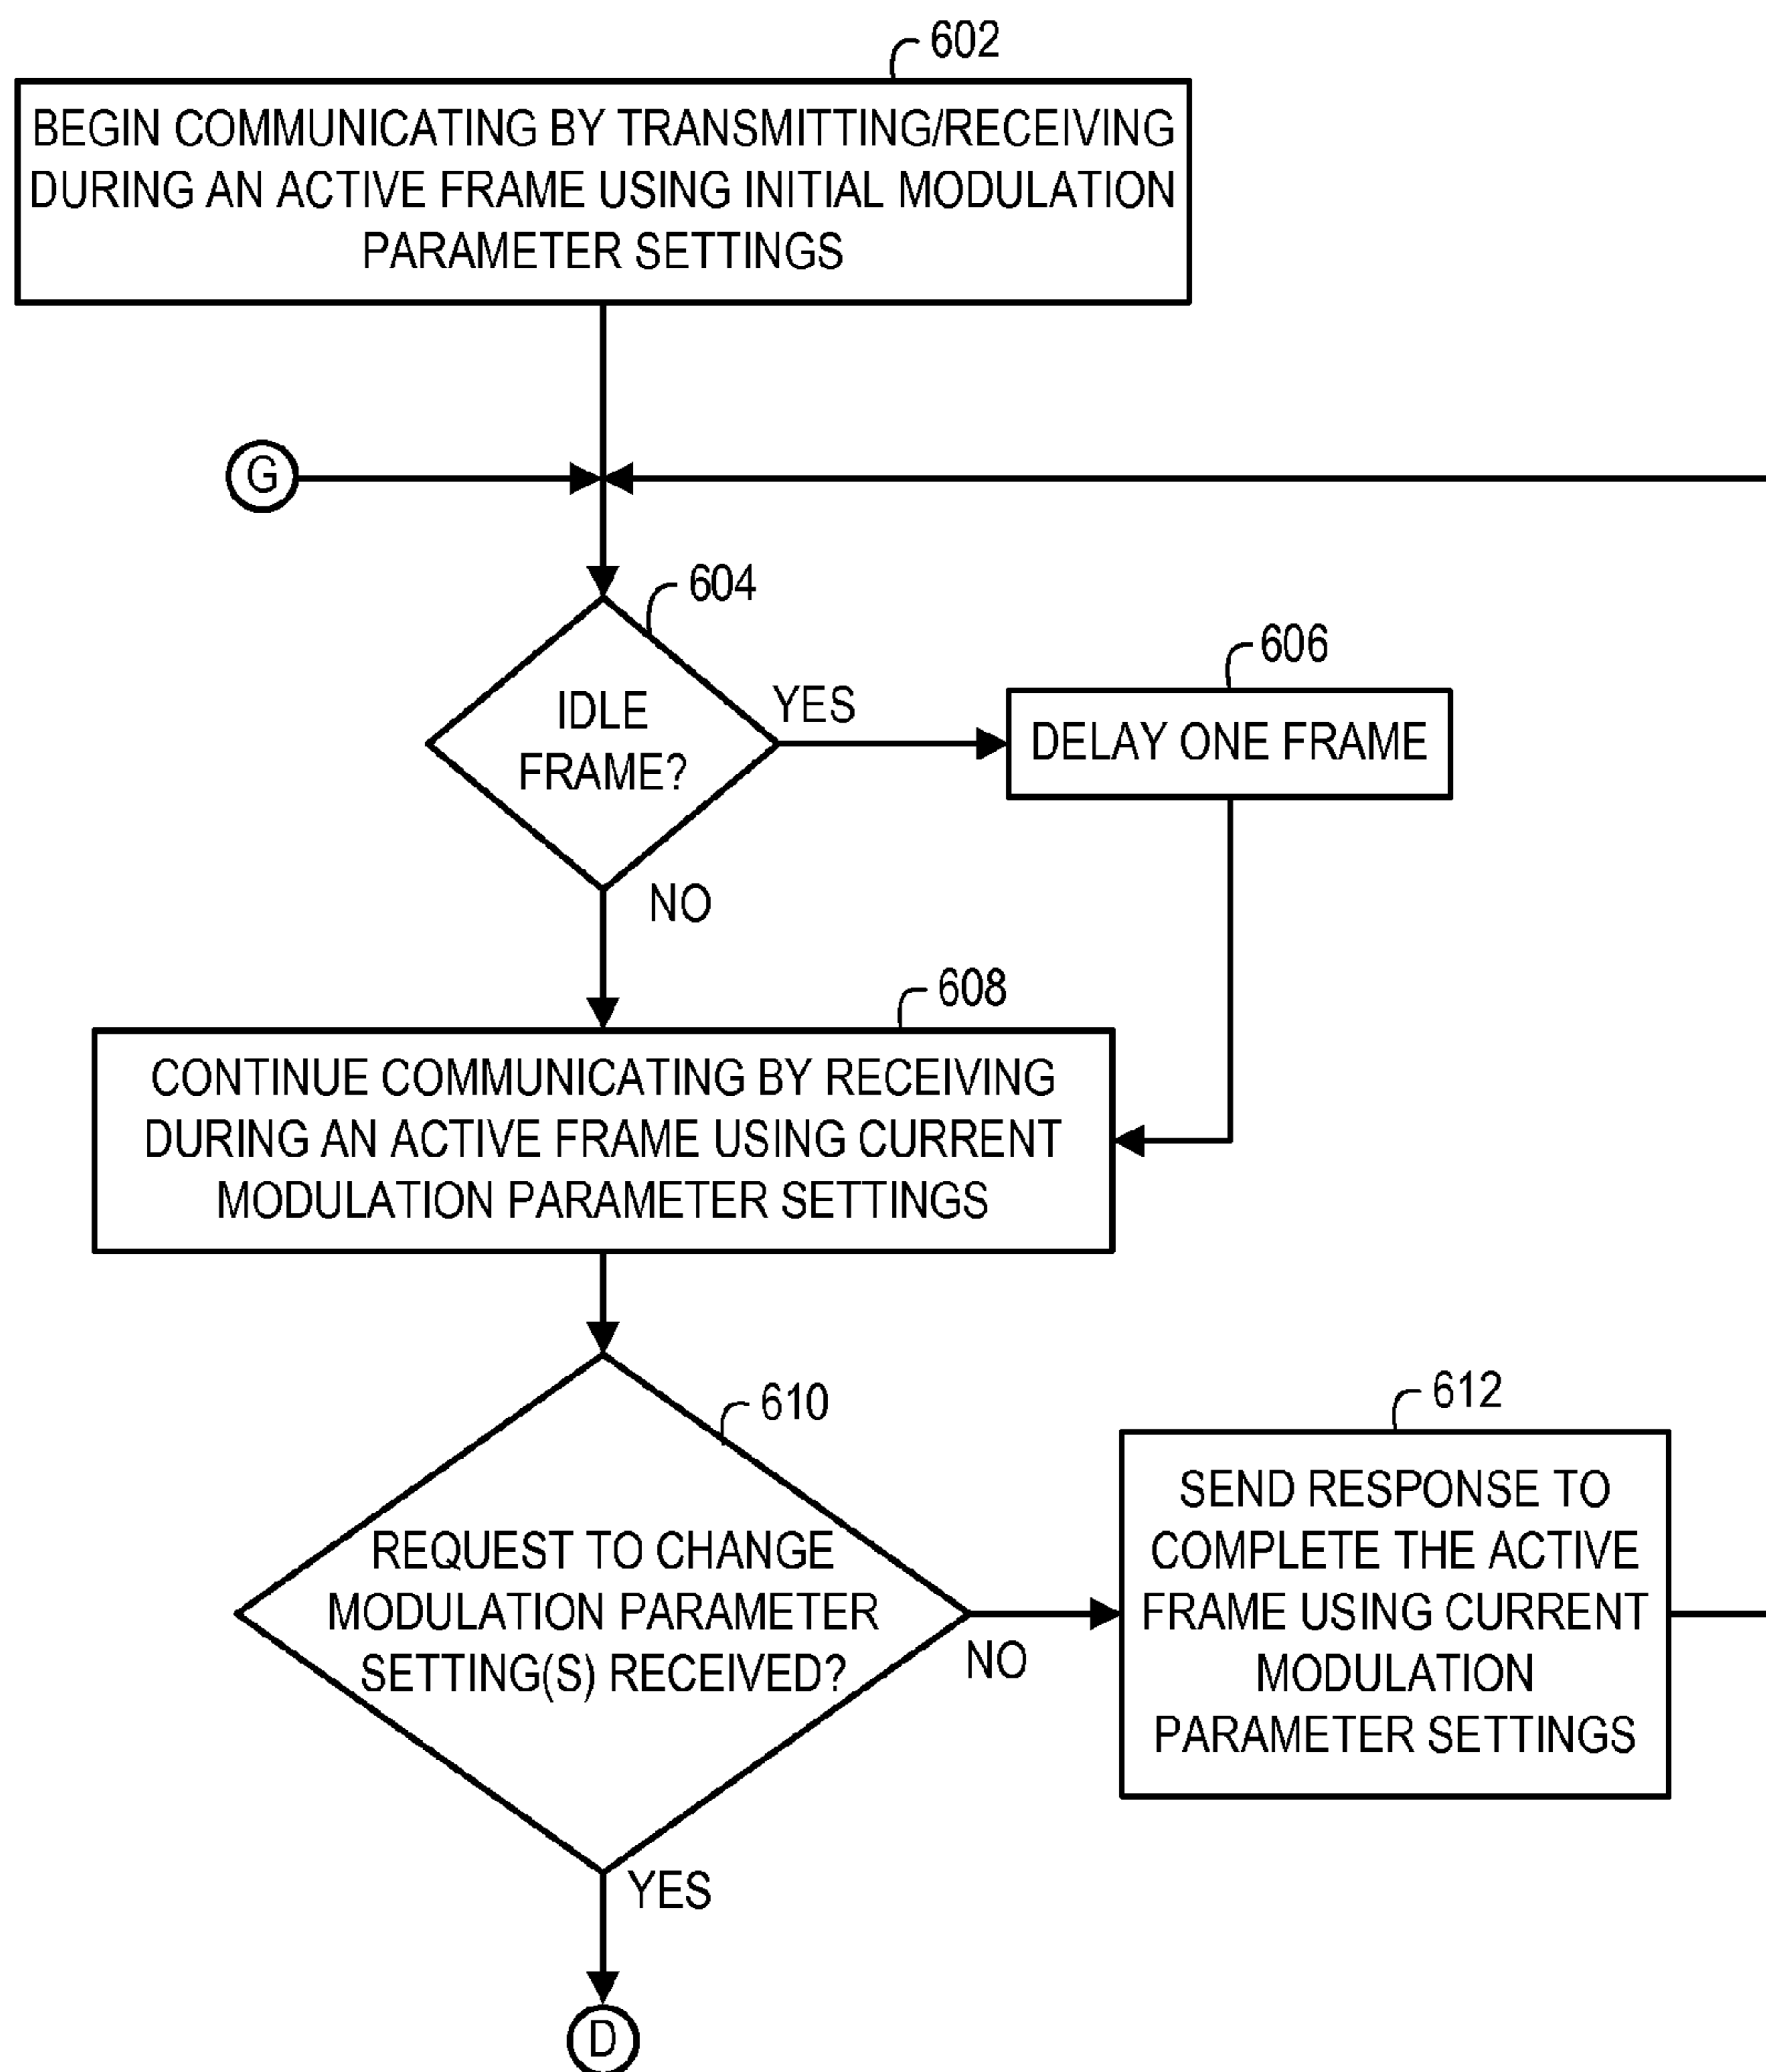 602
BEGIN COMMUNICATING BY TRANSMITTING/RECEIVING
DURING AN ACTIVE FRAME USING INITIAL MODULATION
PARAMETER SETTINGS
G
604
IDLE
FRAME?
YES
606
DELAY ONE FRAME
NO
608
CONTINUE COMMUNICATING BY RECEIVING
DURING AN ACTIVE FRAME USING CURRENT
MODULATION PARAMETER SETTINGS
610
REQUEST TO CHANGE
MODULATION PARAMETER
SETTING(S) RECEIVED?
NO
612
SEND RESPONSE TO
COMPLETE THE ACTIVE
FRAME USING CURRENT
MODULATION
PARAMETER SETTINGS
YES
D